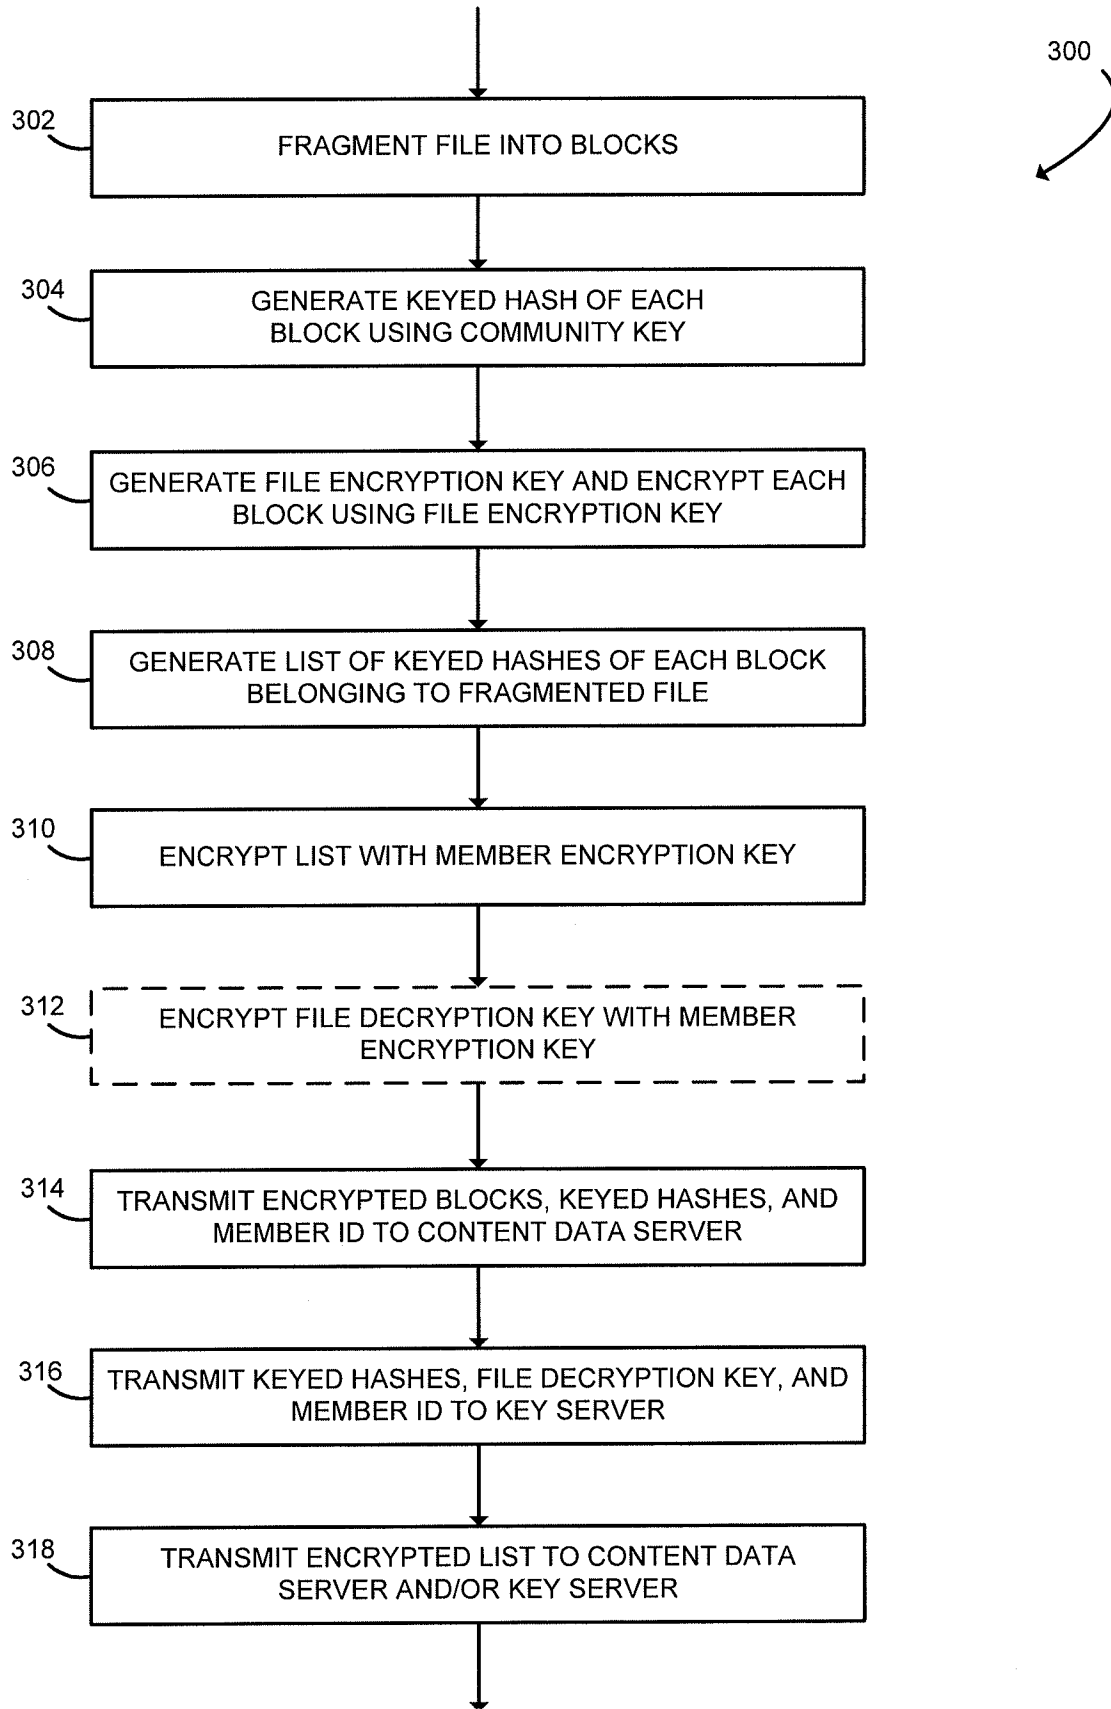 300
302
FRAGMENT FILE INTO BLOCKS
304
GENERATE KEYED HASH OF EACH
BLOCK USING COMMUNITY KEY
306
GENERATE FILE ENCRYPTION KEY AND ENCRYPT EACH
BLOCK USING FILE ENCRYPTION KEY
308
GENERATE LIST OF KEYED HASHES OF EACH BLOCK
BELONGING TO FRAGMENTED FILE
310
ENCRYPT LIST WITH MEMBER ENCRYPTION KEY
312
ENCRYPT FILE DECRYPTION KEY WITH MEMBER
ENCRYPTION KEY
314
TRANSMIT ENCRYPTED BLOCKS, KEYED HASHES, AND
MEMBER ID TO CONTENT DATA SERVER
316
TRANSMIT KEYED HASHES, FILE DECRYPTION KEY, AND
MEMBER ID TO KEY SERVER
318
TRANSMIT ENCRYPTED LIST TO CONTENT DATA
SERVER AND/OR KEY SERVER